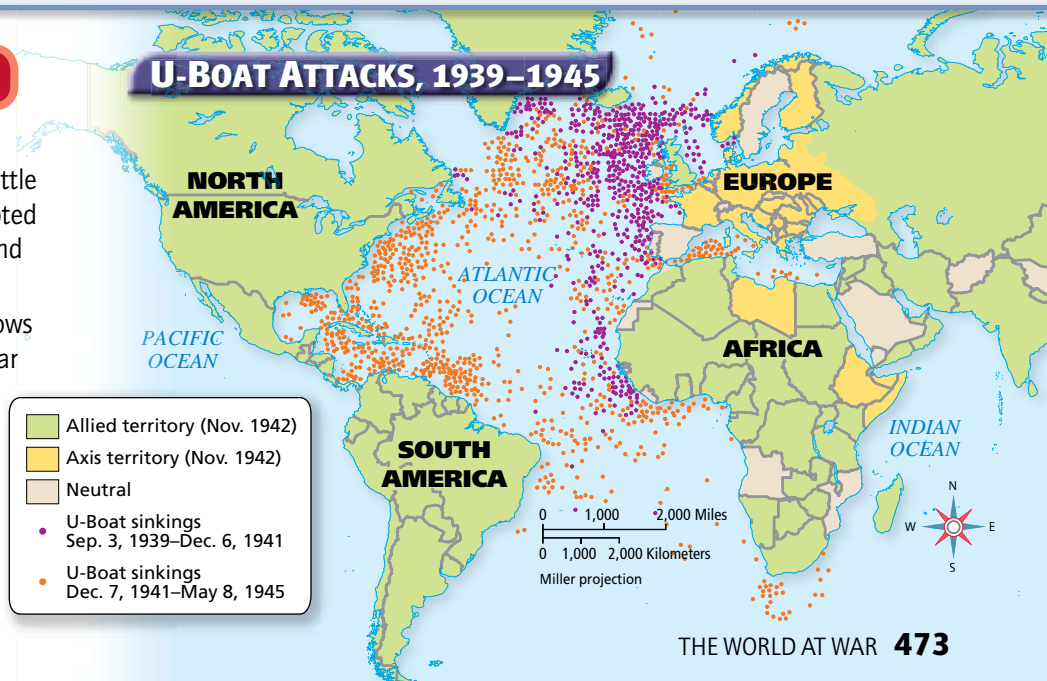 U-BOAT ATTACKS, 1939–1945
NORTH
AMERICA
EUROPE
ATLANTIC
OCEAN
PACIFIC
OCEAN
AFRICA
SOUTH
AMERICA
INDIAN
OCEAN
Allied territory (Nov. 1942)
Axis territory (Nov. 1942)
Neutral
U-Boat sinkings
Sep. 3, 1939–Dec. 6, 1941
U-Boat sinkings
Dec. 7, 1941–May 8, 1945
0 1,000 2,000 Miles
0 1,000 2,000 Kilometers
Miller projection
N
W E
S
THE WORLD AT WAR 473